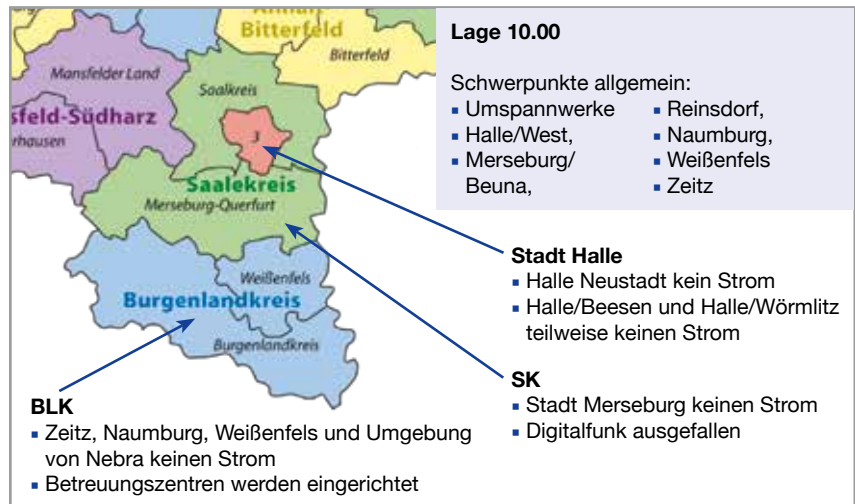 Anhalt-
Bitterfeld
Bitterfeld
Mansfelder Land
Saalkreis
sfeld-Südharz
rhausen
3
Saalekreis
Merseburg-Querfurt
Weißenfels
Burgenlandkreis
Burgenlandkreis
Lage 10.00
Schwerpunkte allgemein:
▪ Umspannwerke
▪ Halle/West,
▪ Merseburg/
Beuna,
▪ Reinsdorf,
▪ Naumburg,
▪ Weißenfels
▪ Zeitz
Stadt Halle
▪ Halle Neustadt kein Strom
▪ Halle/Beesen und Halle/Wörmlitz
teilweise keinen Strom
SK
▪ Stadt Merseburg keinen Strom
▪ Digitalfunk ausgefallen
BLK
▪ Zeitz, Naumburg, Weißenfels und Umgebung
von Nebra keinen Strom
▪ Betreuungszentren werden eingerichtet